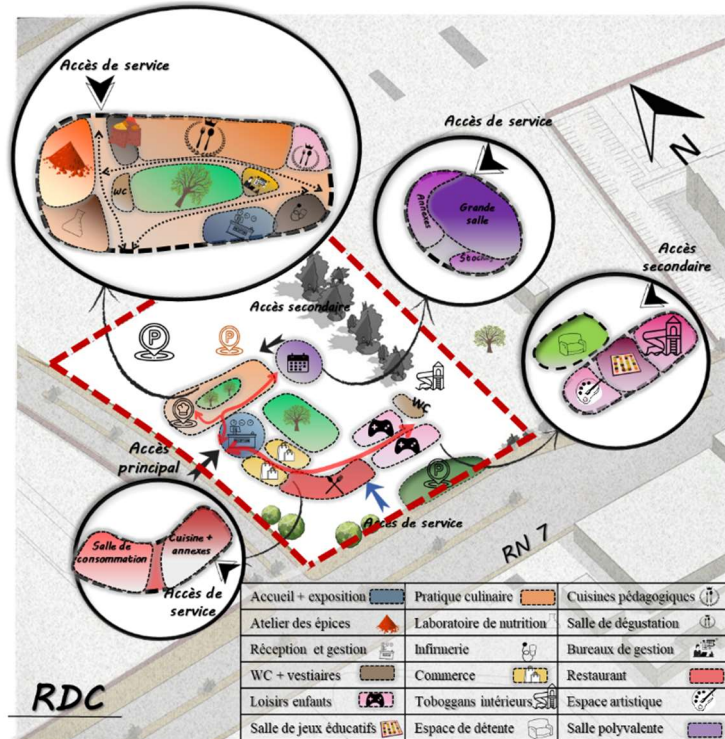 Accès de service
WC
Accès de service
Annexes
Grande
salle
Stock
N
Accès
secondaire
Accès secondaire
P
P
WC
Accès
principal
P
Accès de service
Salle de
consommation
Cuisine +
annexes
Accès de
service
RN 7
RDC
Accueil + exposition
Pratique culinaire
Cuisines pédagogiques
Atelier des épices
Laboratoire de nutrition
Salle de dégustation
Réception et gestion
Infirmerie
Bureaux de gestion
WC + vestiaires
Commerce
Restaurant
Loisirs enfants
Toboggans intérieurs
Espace artistique
Salle de jeux éducatifs
Espace de détente
Salle polyvalente